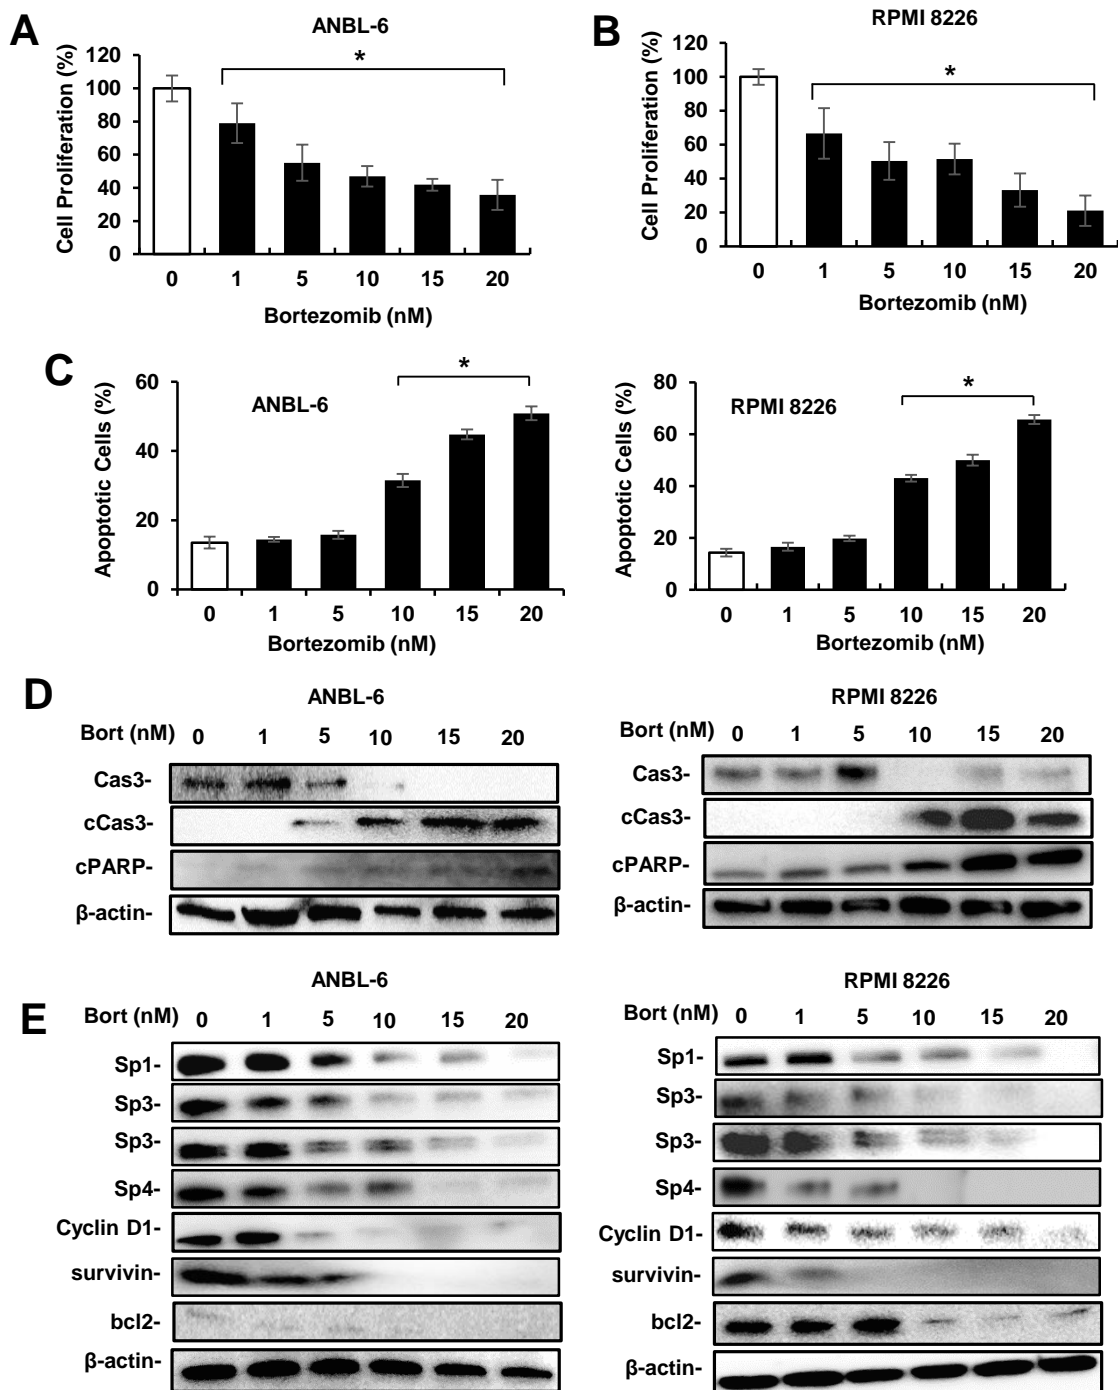 A
ANBL-6
Cell Proliferation (%)
120
100
80
60
40
20
0
*
0 1 5 10 15 20
Bortezomib (nM)
B
RPMI 8226
Cell Proliferation (%)
120
100
80
60
40
20
0
*
0 1 5 10 15 20
Bortezomib (nM)
C
ANBL-6
Apoptotic Cells (%)
60
40
20
0
*
0 1 5 10 15 20
Bortezomib (nM)
RPMI 8226
Apoptotic Cells (%)
80
60
40
20
0
*
0 1 5 10 15 20
Bortezomib (nM)
D
ANBL-6
Bort (nM) 0 1 5 10 15 20
Cas3-
cCas3-
cPARP-
β-actin-
RPMI 8226
Bort (nM) 0 1 5 10 15 20
Cas3-
cCas3-
cPARP-
β-actin-
E
ANBL-6
Bort (nM) 0 1 5 10 15 20
Sp1-
Sp3-
Sp3-
Sp4-
Cyclin D1-
survivin-
bcl2-
β-actin-
RPMI 8226
Bort (nM) 0 1 5 10 15 20
Sp1-
Sp3-
Sp3-
Sp4-
Cyclin D1-
survivin-
bcl2-
β-actin-